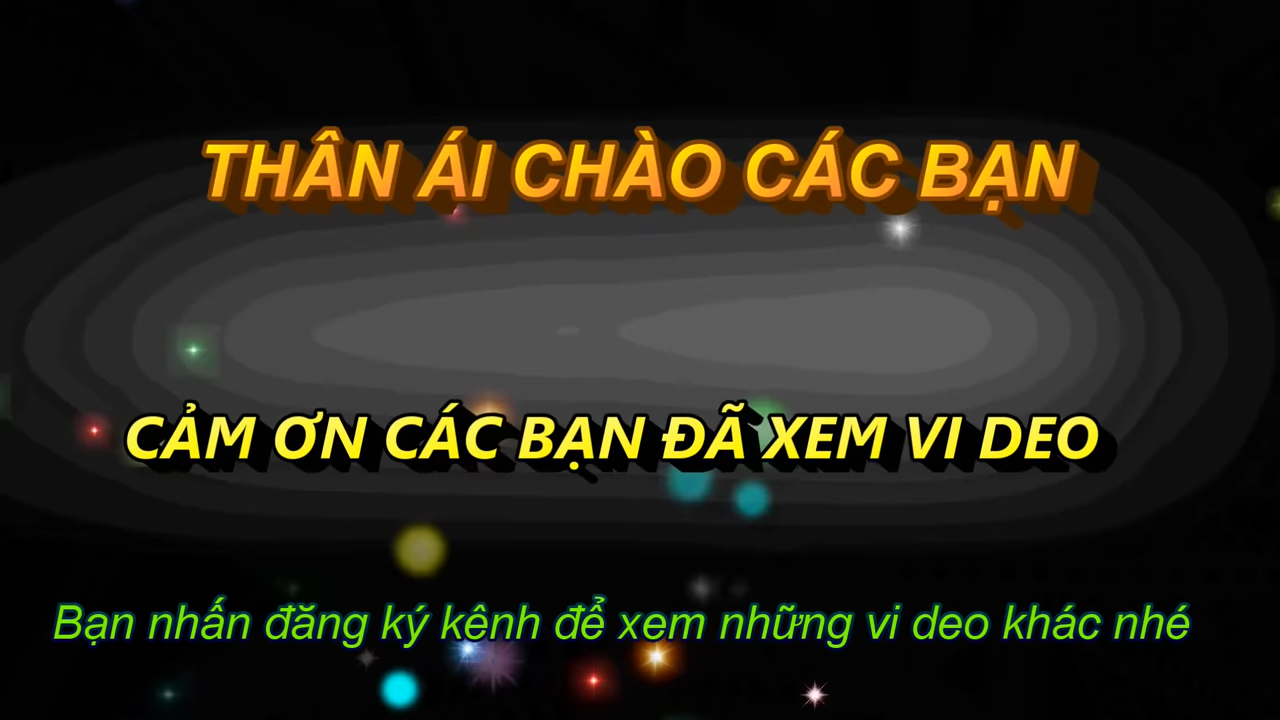 THÂN ÁI CHÀO CÁC BẠN
CẢM ƠN CÁC BẠN ĐÃ XEM VI DEO
Bạn nhấn đăng ký kênh để xem những vi deo khác nhé